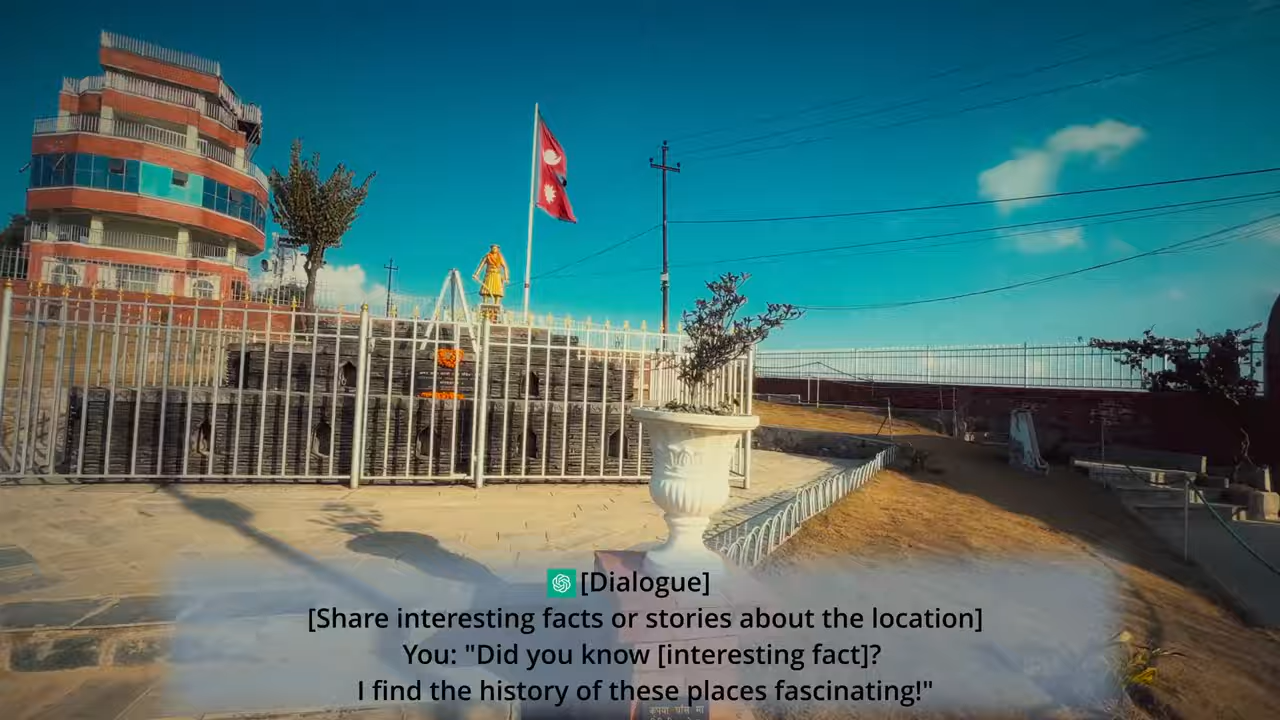 [Dialogue]
[Share interesting facts or stories about the location]
You: "Did you know [interesting fact]?
I find the history of these places fascinating!"
कृपया घाँस मा